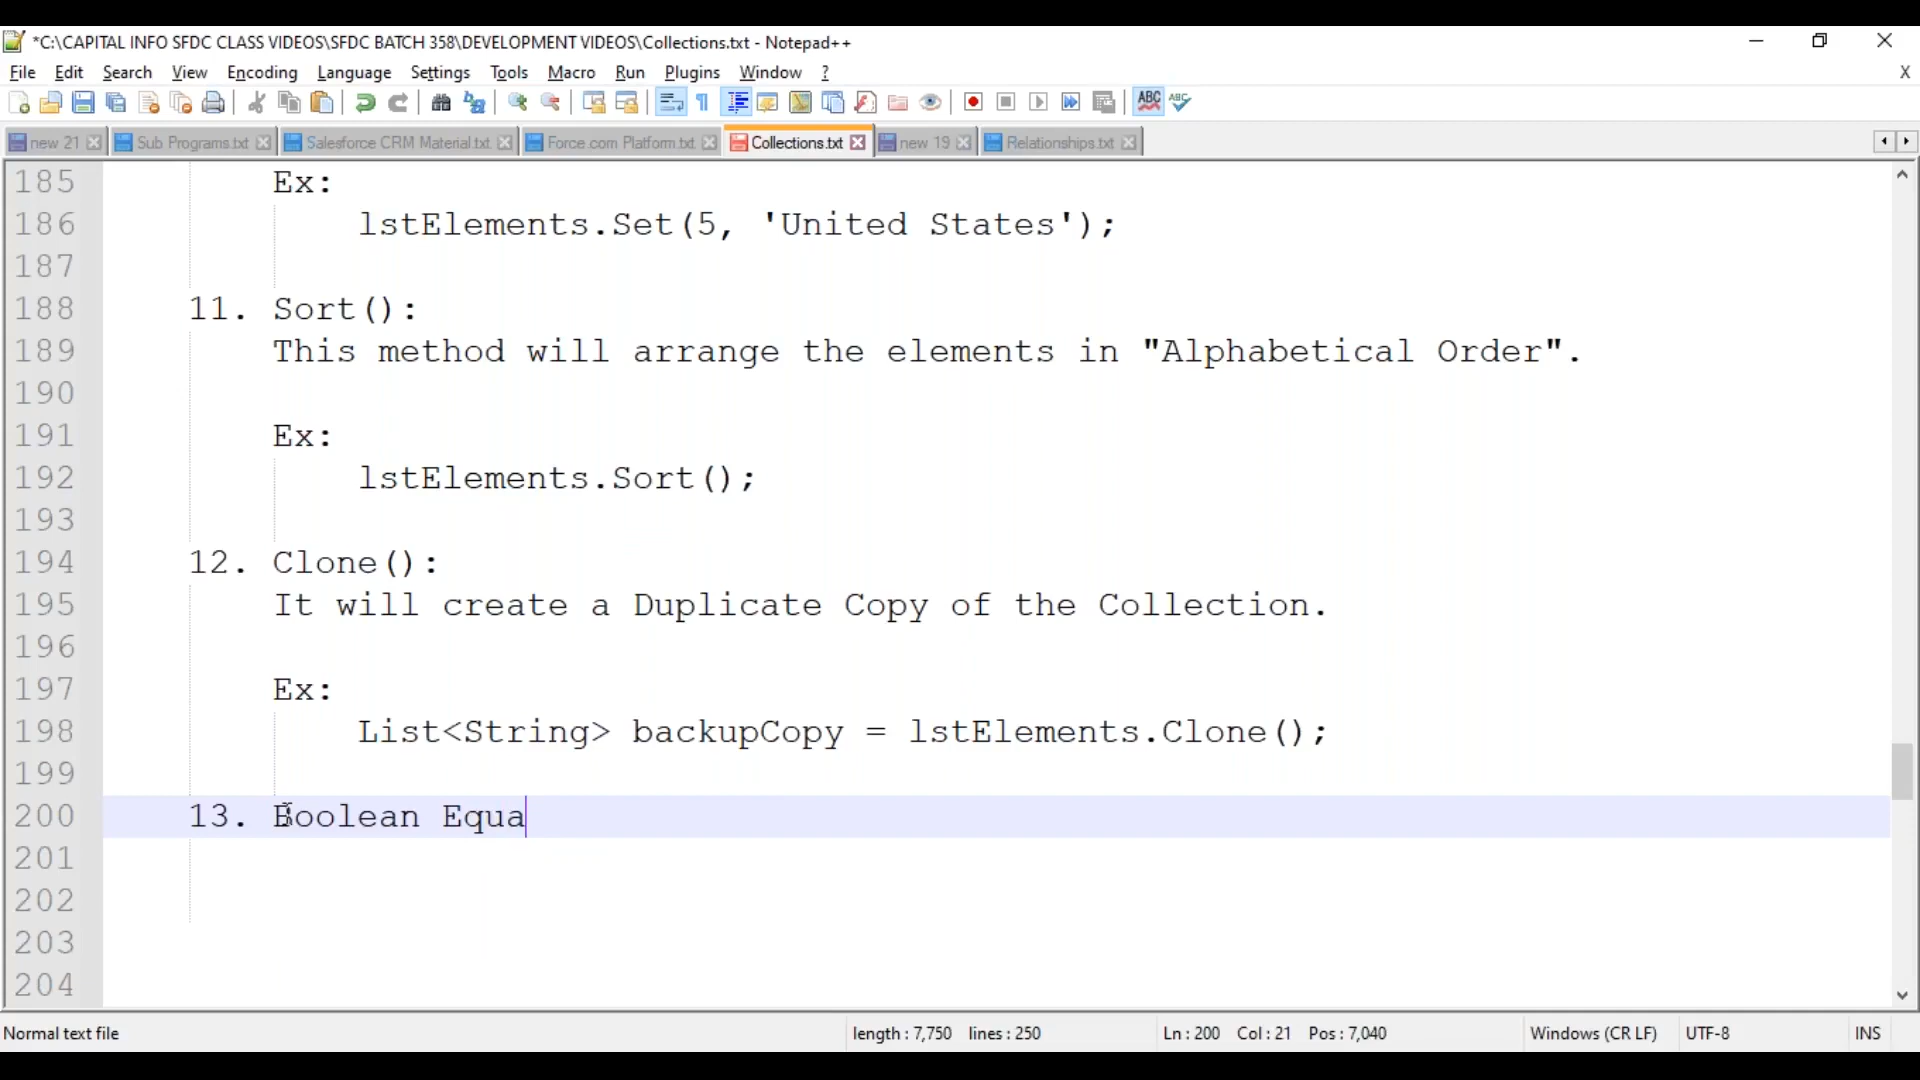 *C:\CAPITAL INFO SFDC CLASS VIDEOS\SFDC BATCH 358\DEVELOPMENT VIDEOS\Collections.txt - Notepad++
File Edit Search View Encoding Language Settings Tools Macro Run Plugins Window ? X
new 21 Sub Programs.txt Salesforce CRM Material.txt Force.com Platform.txt Collections.txt new 19 Relationships.txt
185 Ex:
186 lstElements.Set(5, 'United States');
187
188 11. Sort():
189 This method will arrange the elements in "Alphabetical Order".
190
191 Ex:
192 lstElements.Sort();
193
194 12. Clone():
195 It will create a Duplicate Copy of the Collection.
196
197 Ex:
198 List<String> backupCopy = lstElements.Clone();
199
200 13. Boolean Equa
201
202
203
204
Normal text file length : 7,750 lines : 250 Ln : 200 Col : 21 Pos : 7,040 Windows (CR LF) UTF-8 INS